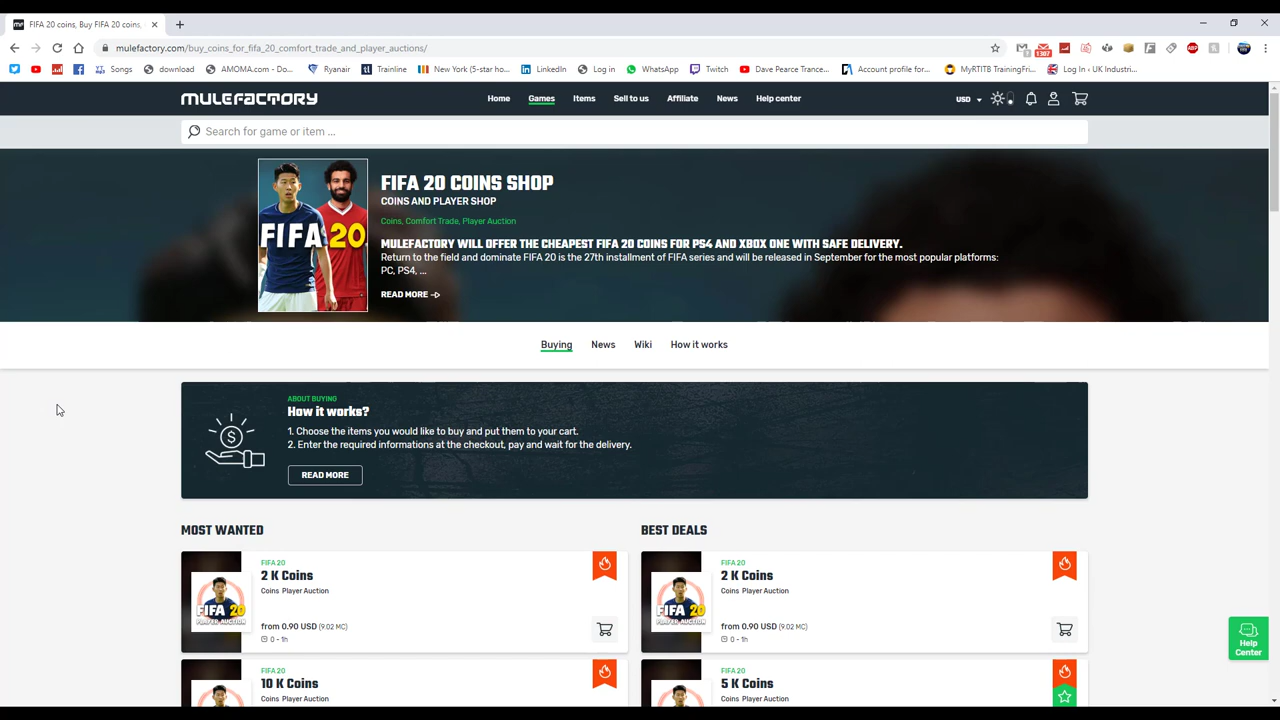 FIFA 20 coins, Buy FIFA 20 coins,
mulefactory.com/buy_coins_for_fifa_20_comfort_trade_and_player_auctions/
1307
Songs
download
AMOMA.com - Do...
Ryanair
Trainline
New York (5-star ho...
LinkedIn
Log in
WhatsApp
Twitch
Dave Pearce Trance...
Account profile for...
MyRTITB TrainingFri...
Log In ‹ UK Industri...
MULEFACTORY
Home
Games
Items
Sell to us
Affiliate
News
Help center
USD
Search for game or item ...
FIFA 20
FIFA 20 COINS SHOP
COINS AND PLAYER SHOP
Coins, Comfort Trade, Player Auction
MULEFACTORY WILL OFFER THE CHEAPEST FIFA 20 COINS FOR PS4 AND XBOX ONE WITH SAFE DELIVERY.
Return to the field and dominate FIFA 20 is the 27th installment of FIFA series and will be released in September for the most popular platforms:
PC, PS4, ...
READ MORE
Buying
News
Wiki
How it works
ABOUT BUYING
How it works?
1. Choose the items you would like to buy and put them to your cart.
2. Enter the required informations at the checkout, pay and wait for the delivery.
READ MORE
MOST WANTED
FIFA 20
2 K Coins
Coins Player Auction
FIFA 20
PLAYER AUCTION
from 0.90 USD (9.02 MC)
0 - 1h
FIFA 20
10 K Coins
Coins Player Auction
BEST DEALS
FIFA 20
2 K Coins
Coins Player Auction
FIFA 20
PLAYER AUCTION
from 0.90 USD (9.02 MC)
0 - 1h
FIFA 20
5 K Coins
Coins Player Auction
Help
Center